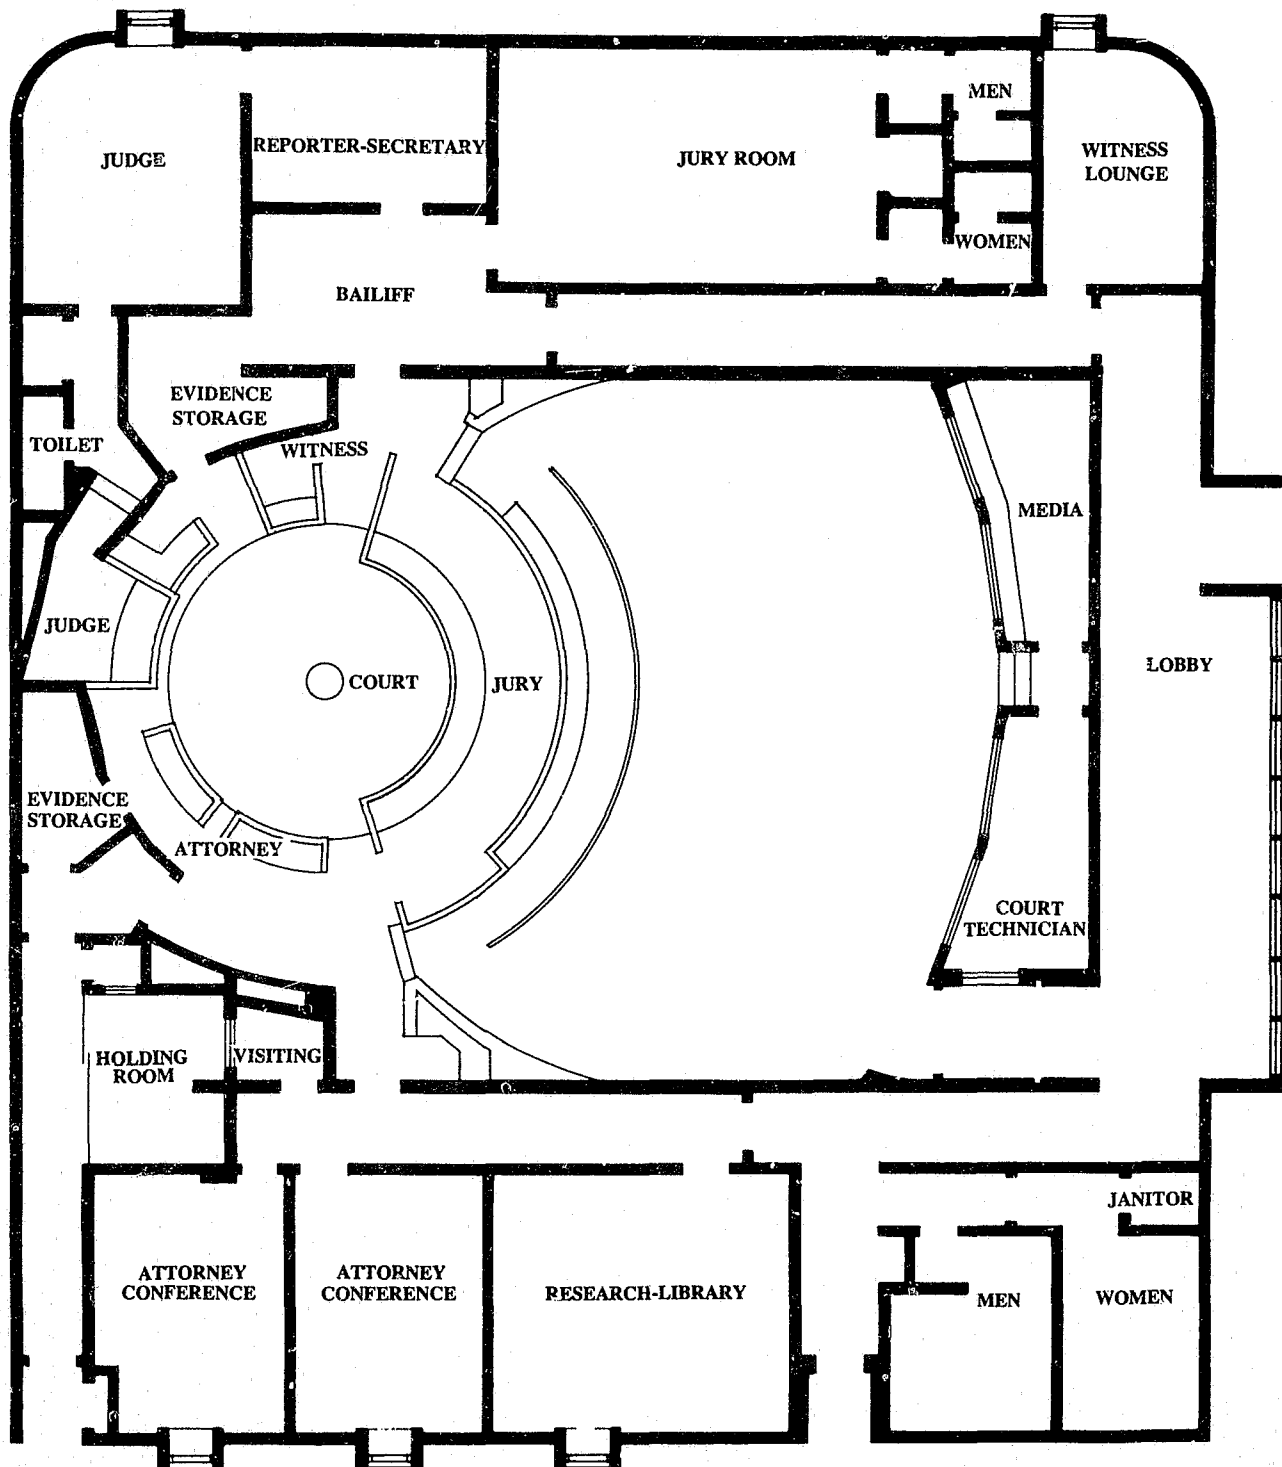 MEN
REPORTER-SECRETARY
JUDGE
JURY ROOM
WITNESS
LOUNGE
WOMEN
BAILIFF
EVIDENCE
STORAGE
TOILET
WITNESS
MEDIA
JUDGE
COURT
JURY
LOBBY
EVIDENCE
STORAGE
ATTORNEY
COURT
TECHNICIAN
HOLDING
ROOM
VISITING
JANITOR
ATTORNEY
CONFERENCE
ATTORNEY
CONFERENCE
RESEARCH-LIBRARY
MEN
WOMEN